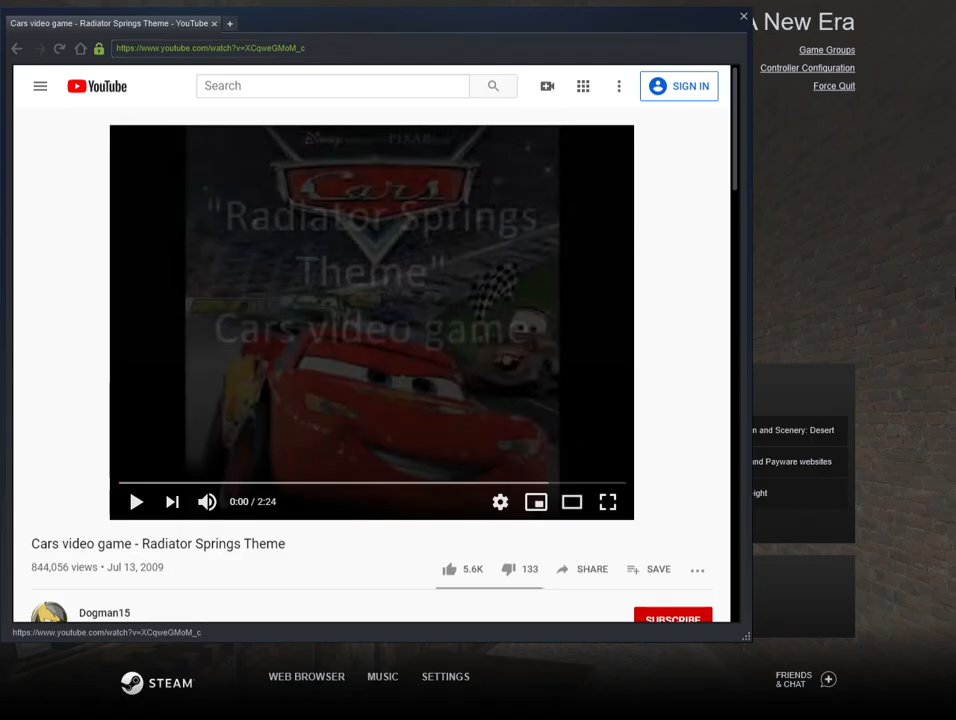 Cars video game - Radiator Springs Theme - YouTube
A New Era
https://www.youtube.com/watch?v=XCqweGMoM_c
Game Groups
Controller Configuration
Force Quit
YouTube
Search
SIGN IN
Disney PIXAR
Cars
"Radiator Springs
Theme"
Cars video game
n and Scenery: Desert
and Payware websites
ight
0:00 / 2:24
Cars video game - Radiator Springs Theme
844,056 views • Jul 13, 2009
5.6K
133
SHARE
SAVE
Dogman15
SUBSCRIBE
https://www.youtube.com/watch?v=XCqweGMoM_c
STEAM
WEB BROWSER
MUSIC
SETTINGS
FRIENDS
& CHAT